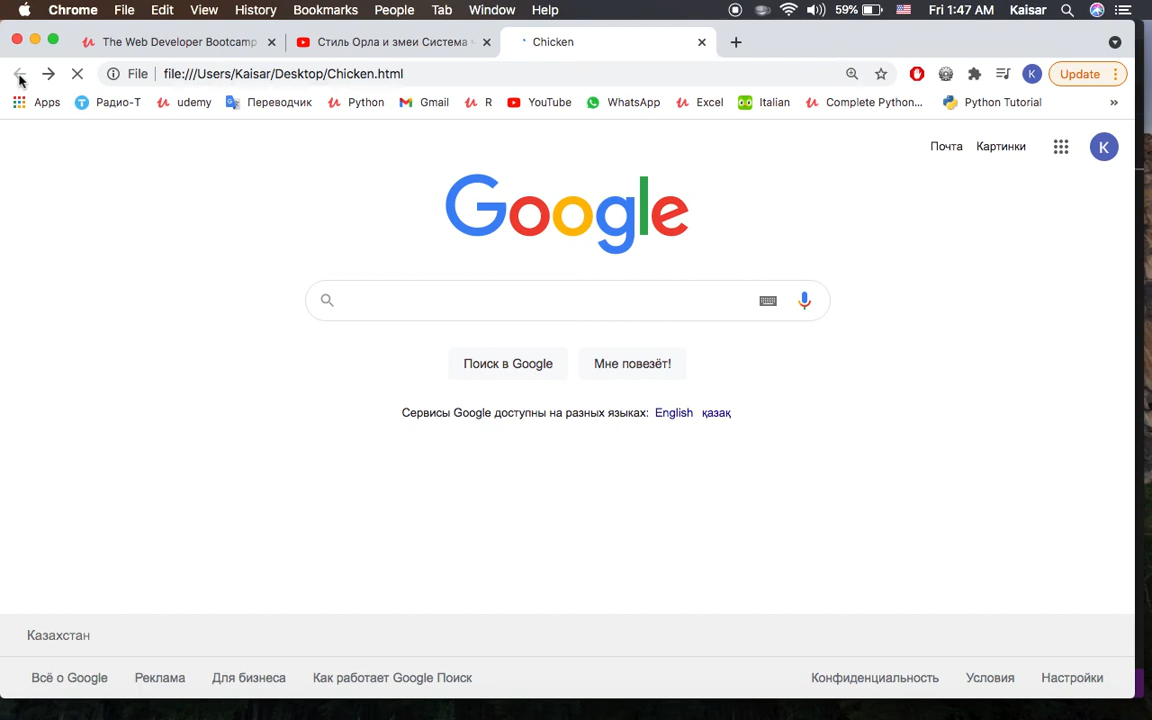 Chrome File Edit View History Bookmarks People Tab Window Help 59% Fri 1:47 AM Kaisar
The Web Developer Bootcamp Стиль Орла и змеи Система Chicken
File file:///Users/Kaisar/Desktop/Chicken.html K Update
Apps Радио-Т udemy Переводчик Python Gmail R YouTube WhatsApp Excel Italian Complete Python... Python Tutorial »
Почта Картинки K
Google
Поиск в Google Мне повезёт!
Сервисы Google доступны на разных языках: English қазақ
Казахстан
Всё о Google Реклама Для бизнеса Как работает Google Поиск Конфиденциальность Условия Настройки